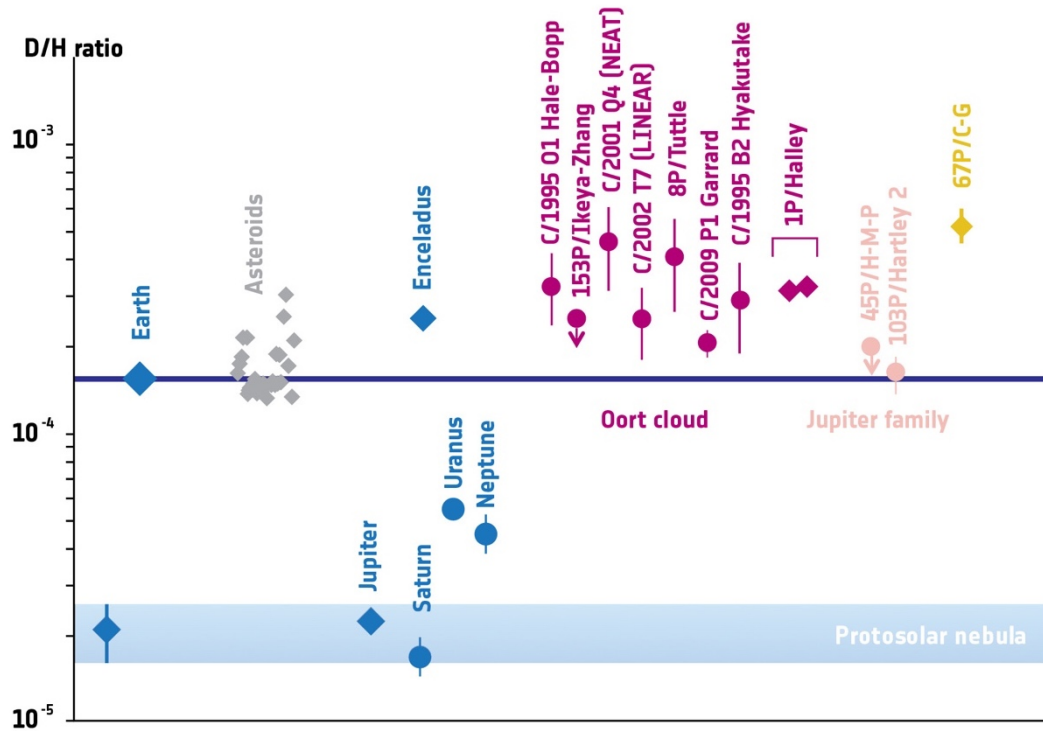 D/H ratio
10-3
10-4
10-5
Earth
Asteroids
Jupiter
Saturn
Enceladus
Uranus
Neptune
C/1995 O1 Hale-Bopp
153P/Ikeya-Zhang
C/2001 Q4 (NEAT)
C/2002 T7 (LINEAR)
8P/Tuttle
C/2009 P1 Garrard
C/1995 B2 Hyakutake
1P/Halley
45P/H-M-P
103P/Hartley 2
67P/C-G
Oort cloud
Jupiter family
Protosolar nebula